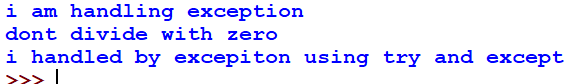 i am handling exception
dont divide with zero
i handled by excepiton using try and except
>>>